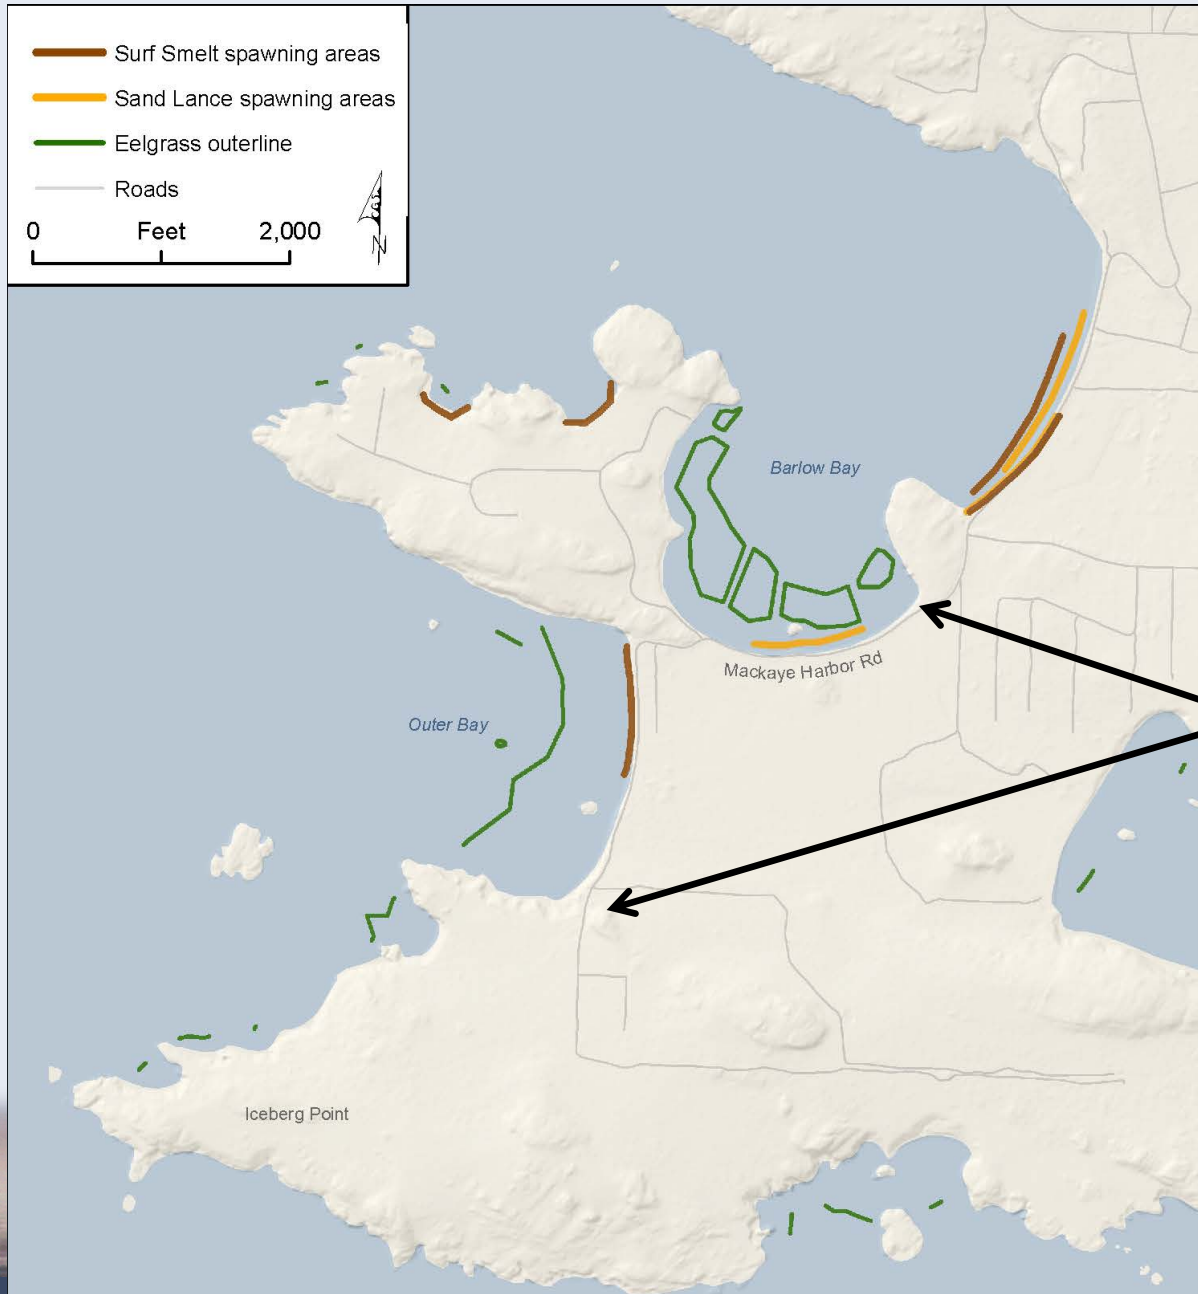 Surf Smelt spawning areas
Sand Lance spawning areas
Eelgrass outerline
Roads
0 Feet 2,000
N
Barlow Bay
Mackaye Harbor Rd
Outer Bay
Iceberg Point